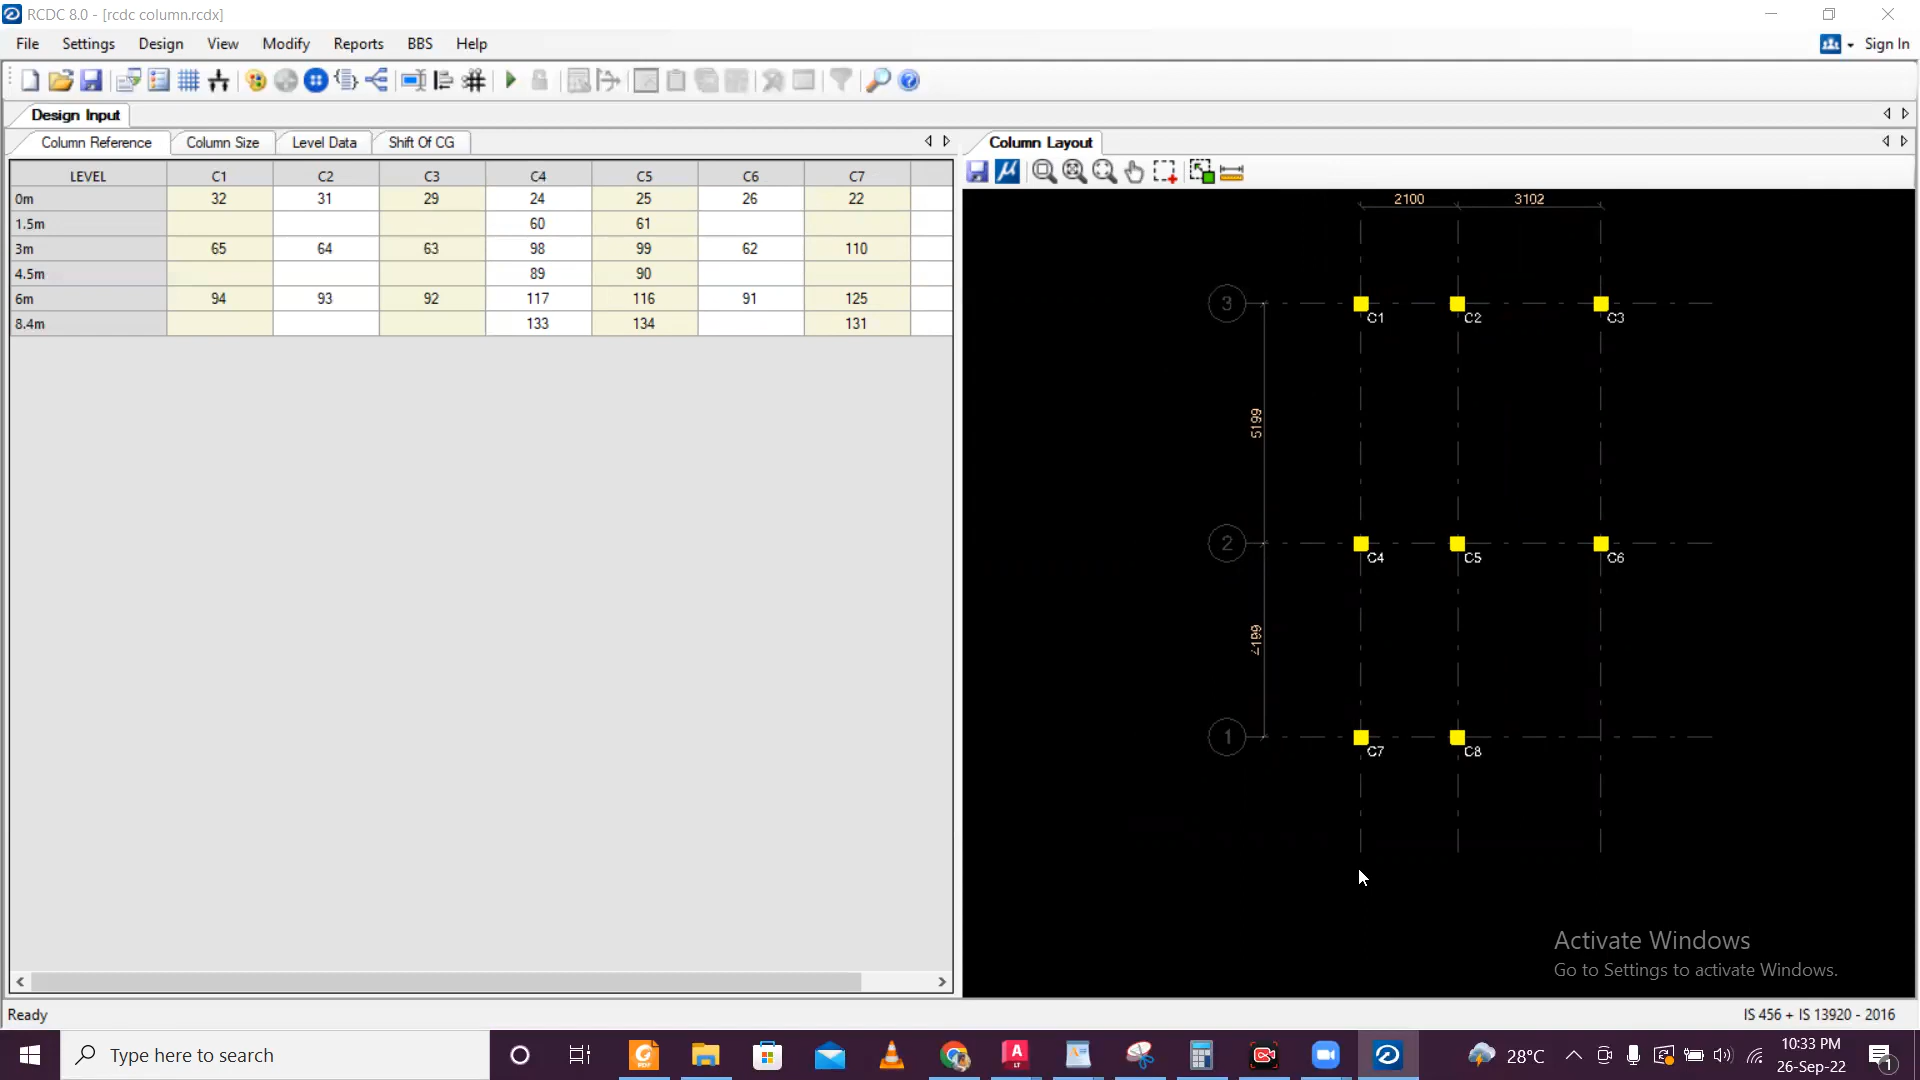 RCDC 8.0 - [rcdc column.rcdx]
File Settings Design View Modify Reports BBS Help
Sign In
Design Input
Column Reference Column Size Level Data Shift Of CG
Column Layout
LEVEL C1 C2 C3 C4 C5 C6 C7
0m 32 31 29 24 25 26 22
1.5m 60 61
3m 65 64 63 98 99 62 110
4.5m 89 90
6m 94 93 92 117 116 91 125
8.4m 133 134 131
2100 3102
3
C1 C2 C3
5199
2
C4 C5 C6
1
C7 C8
Activate Windows
Go to Settings to activate Windows.
Ready
IS 456 + IS 13920 - 2016
Type here to search
28°C
10:33 PM
26-Sep-22
1